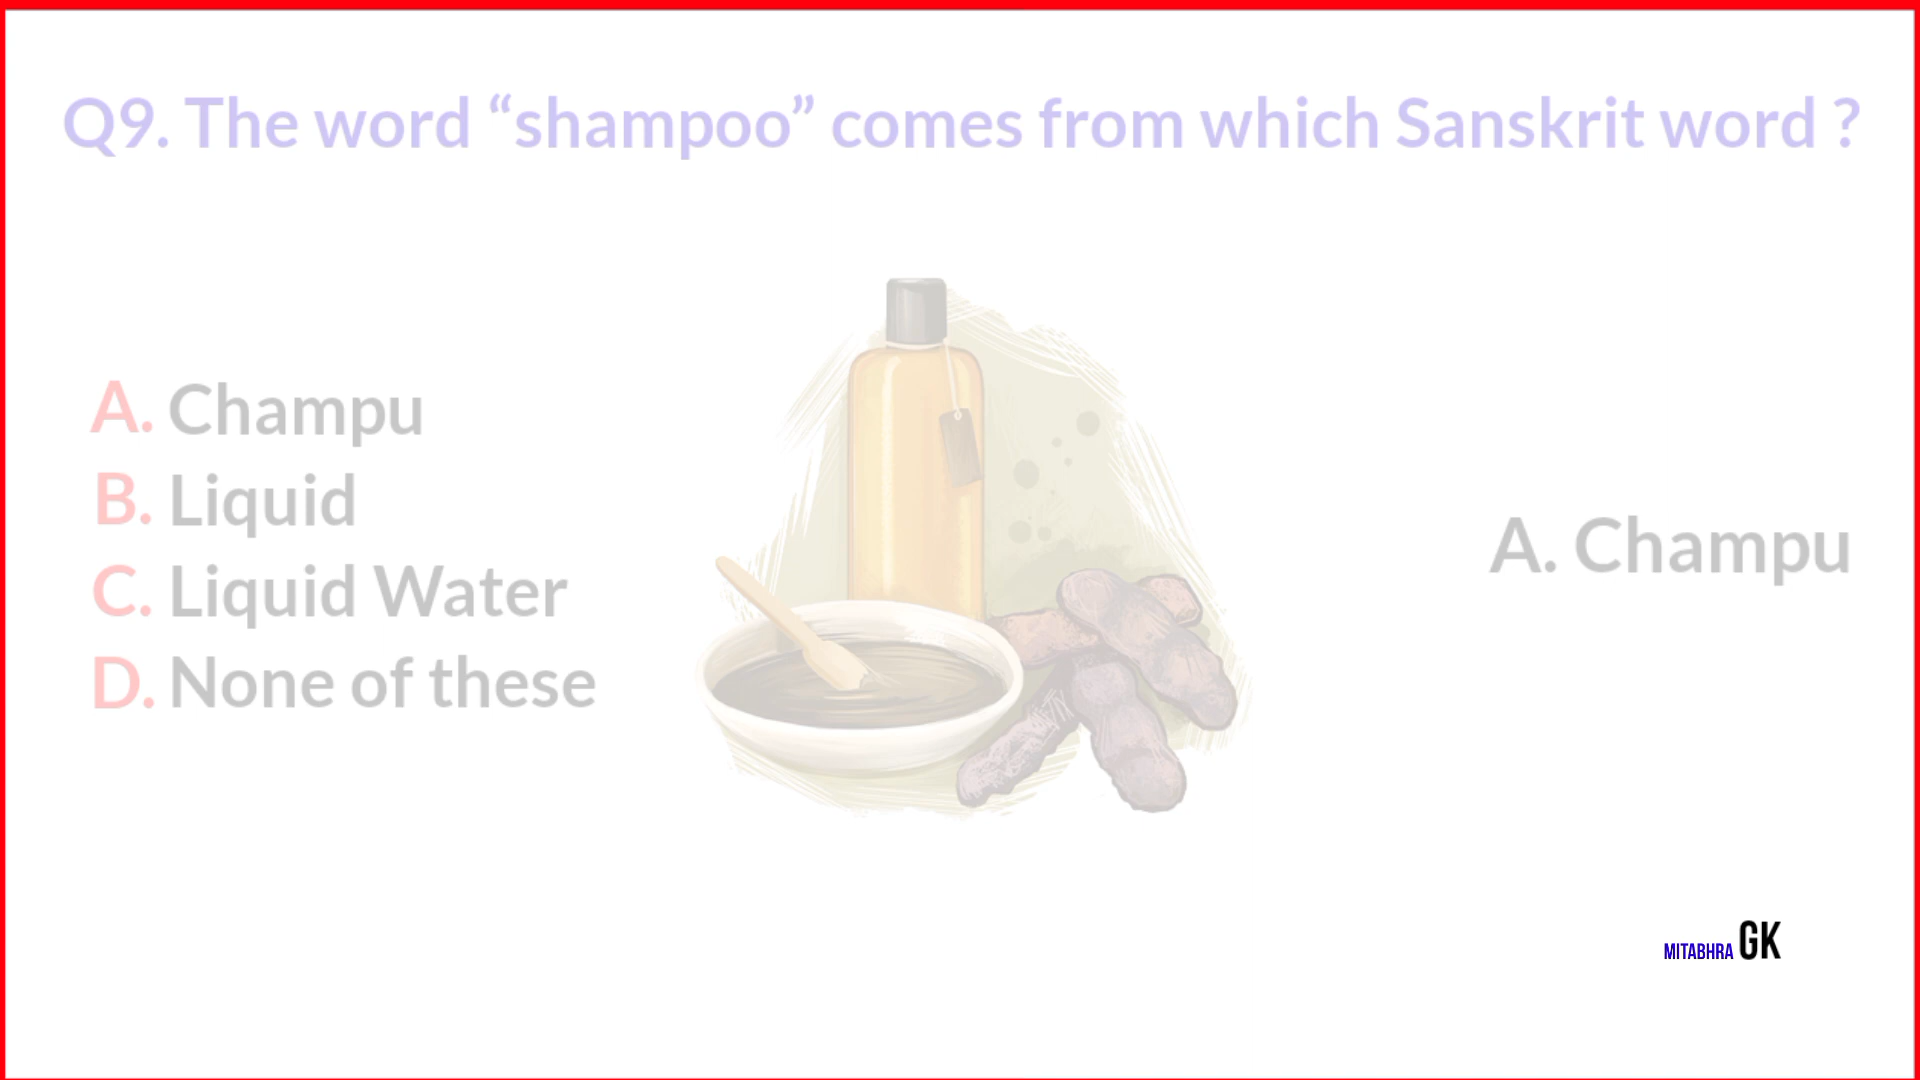 Q9. The word “shampoo” comes from which Sanskrit word ?
A. Champu
B. Liquid
C. Liquid Water
D. None of these
A. Champu
MITABHRA GK